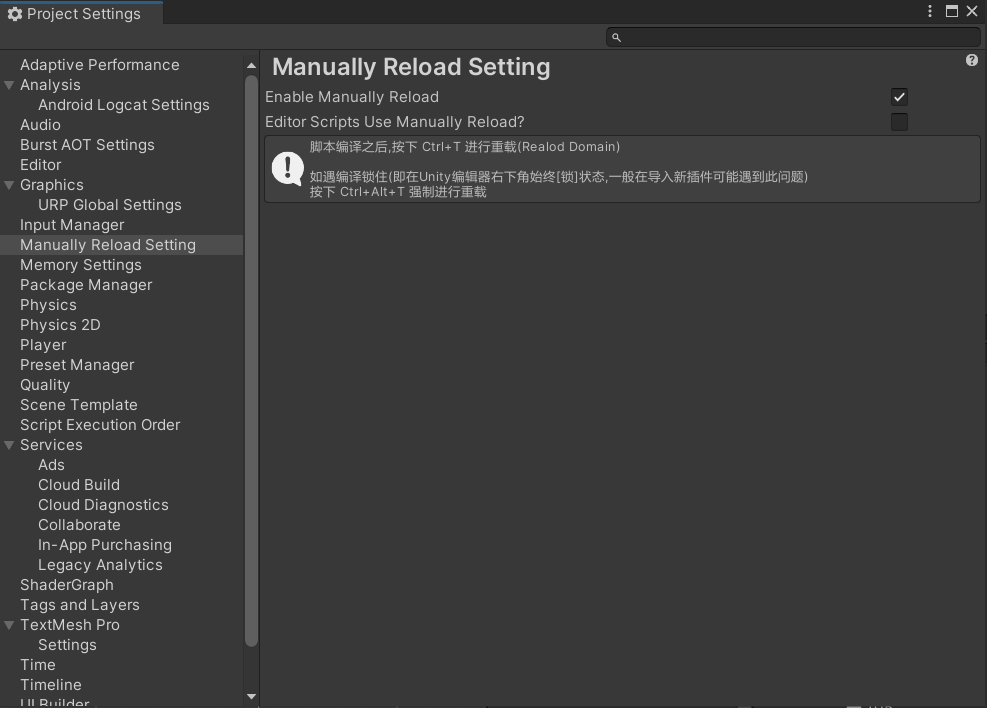 Project Settings
Adaptive Performance
Analysis
Android Logcat Settings
Audio
Burst AOT Settings
Editor
Graphics
URP Global Settings
Input Manager
Manually Reload Setting
Memory Settings
Package Manager
Physics
Physics 2D
Player
Preset Manager
Quality
Scene Template
Script Execution Order
Services
Ads
Cloud Build
Cloud Diagnostics
Collaborate
In-App Purchasing
Legacy Analytics
ShaderGraph
Tags and Layers
TextMesh Pro
Settings
Time
Timeline
UI Builder
Manually Reload Setting
Enable Manually Reload
Editor Scripts Use Manually Reload?
脚本编译之后,按下 Ctrl+T 进行重载(Realod Domain)
如遇编译锁住(即在Unity编辑器右下角始终[锁]状态,一般在导入新插件可能遇到此问题)
按下 Ctrl+Alt+T 强制进行重载